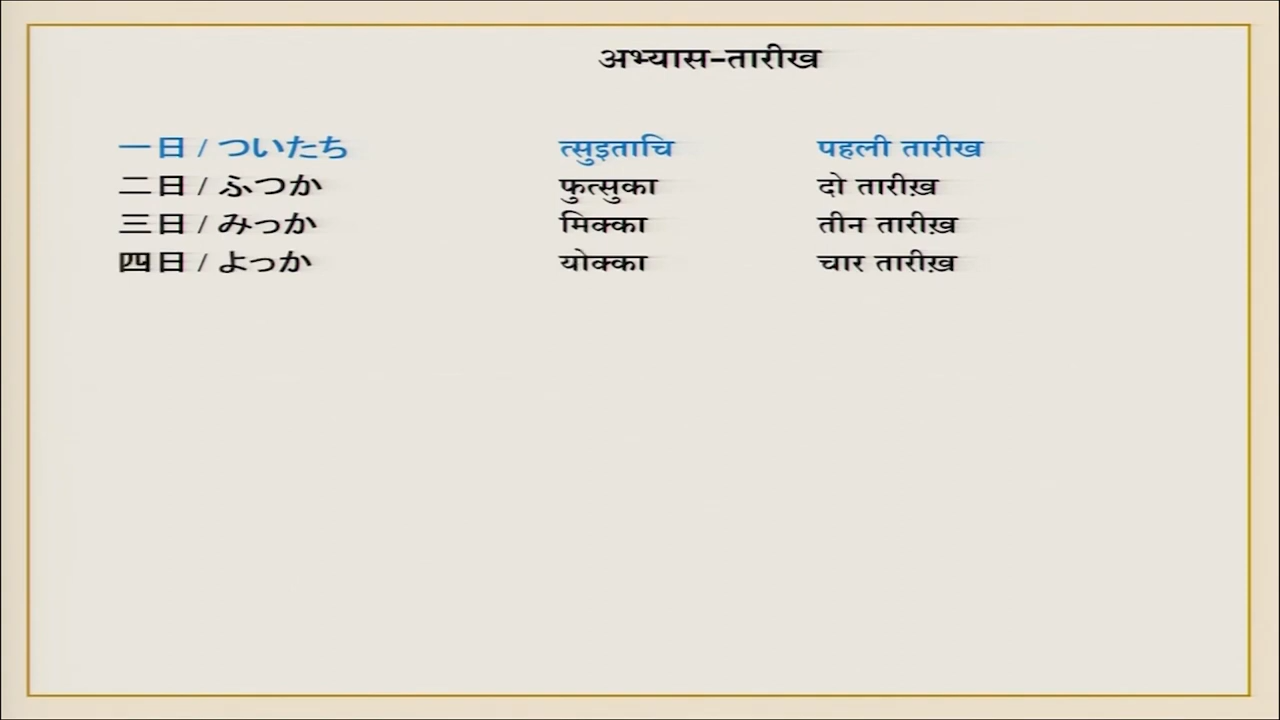 अभ्यास-तारीख
一日 / ついたち त्सुइताचि पहली तारीख
二日 / ふつか फुत्सुका दो तारीख़
三日 / みっか मिक्का तीन तारीख़
四日 / よっか योक्का चार तारीख़